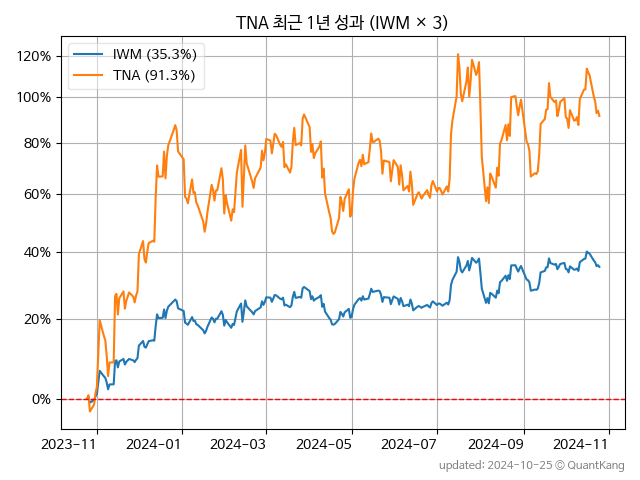 TNA 최근 1년 성과 (IWM × 3)
IWM (35.3%)
TNA (91.3%)
120%
100%
80%
60%
40%
20%
0%
2023-11 2024-01 2024-03 2024-05 2024-07 2024-09 2024-11
updated: 2024-10-25 © QuantKang